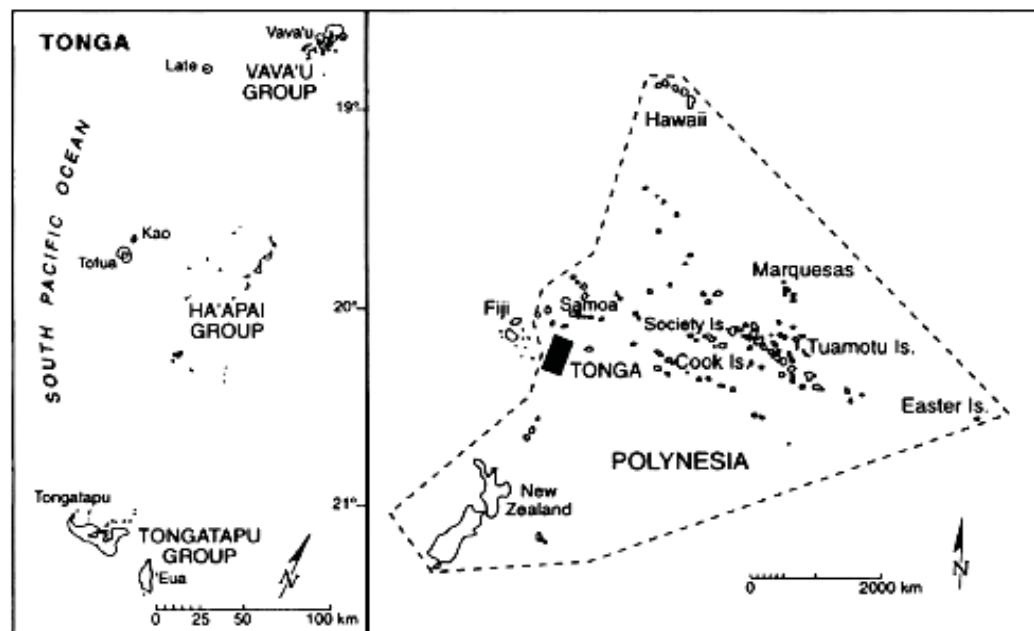 TONGA
Vava'u
Late
VAVA'U
GROUP
19°
SOUTH PACIFIC OCEAN
Kao
Tofua
HA'APAI
GROUP
20°
Tongatapu
21°
TONGATAPU
GROUP
'Eua
N
0 25 50 100 km
Hawaii
Marquesas
Fiji
Samoa
Society Is.
Tuamotu Is.
Cook Is.
TONGA
Easter Is.
POLYNESIA
New
Zealand
N
0 2000 km